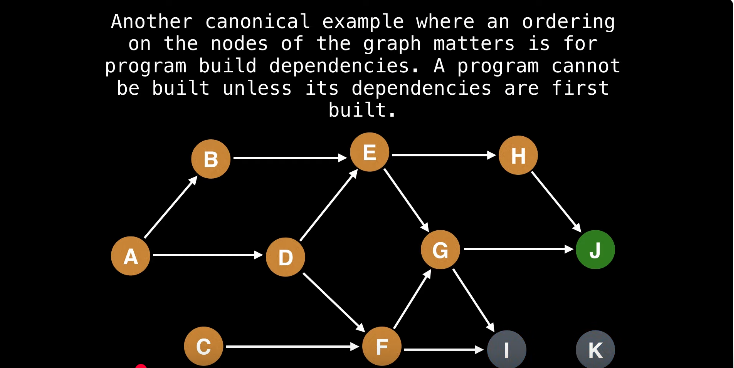 Another canonical example where an ordering
on the nodes of the graph matters is for
program build dependencies. A program cannot
be built unless its dependencies are first
built.
B
E
H
A
D
G
J
C
F
I
K